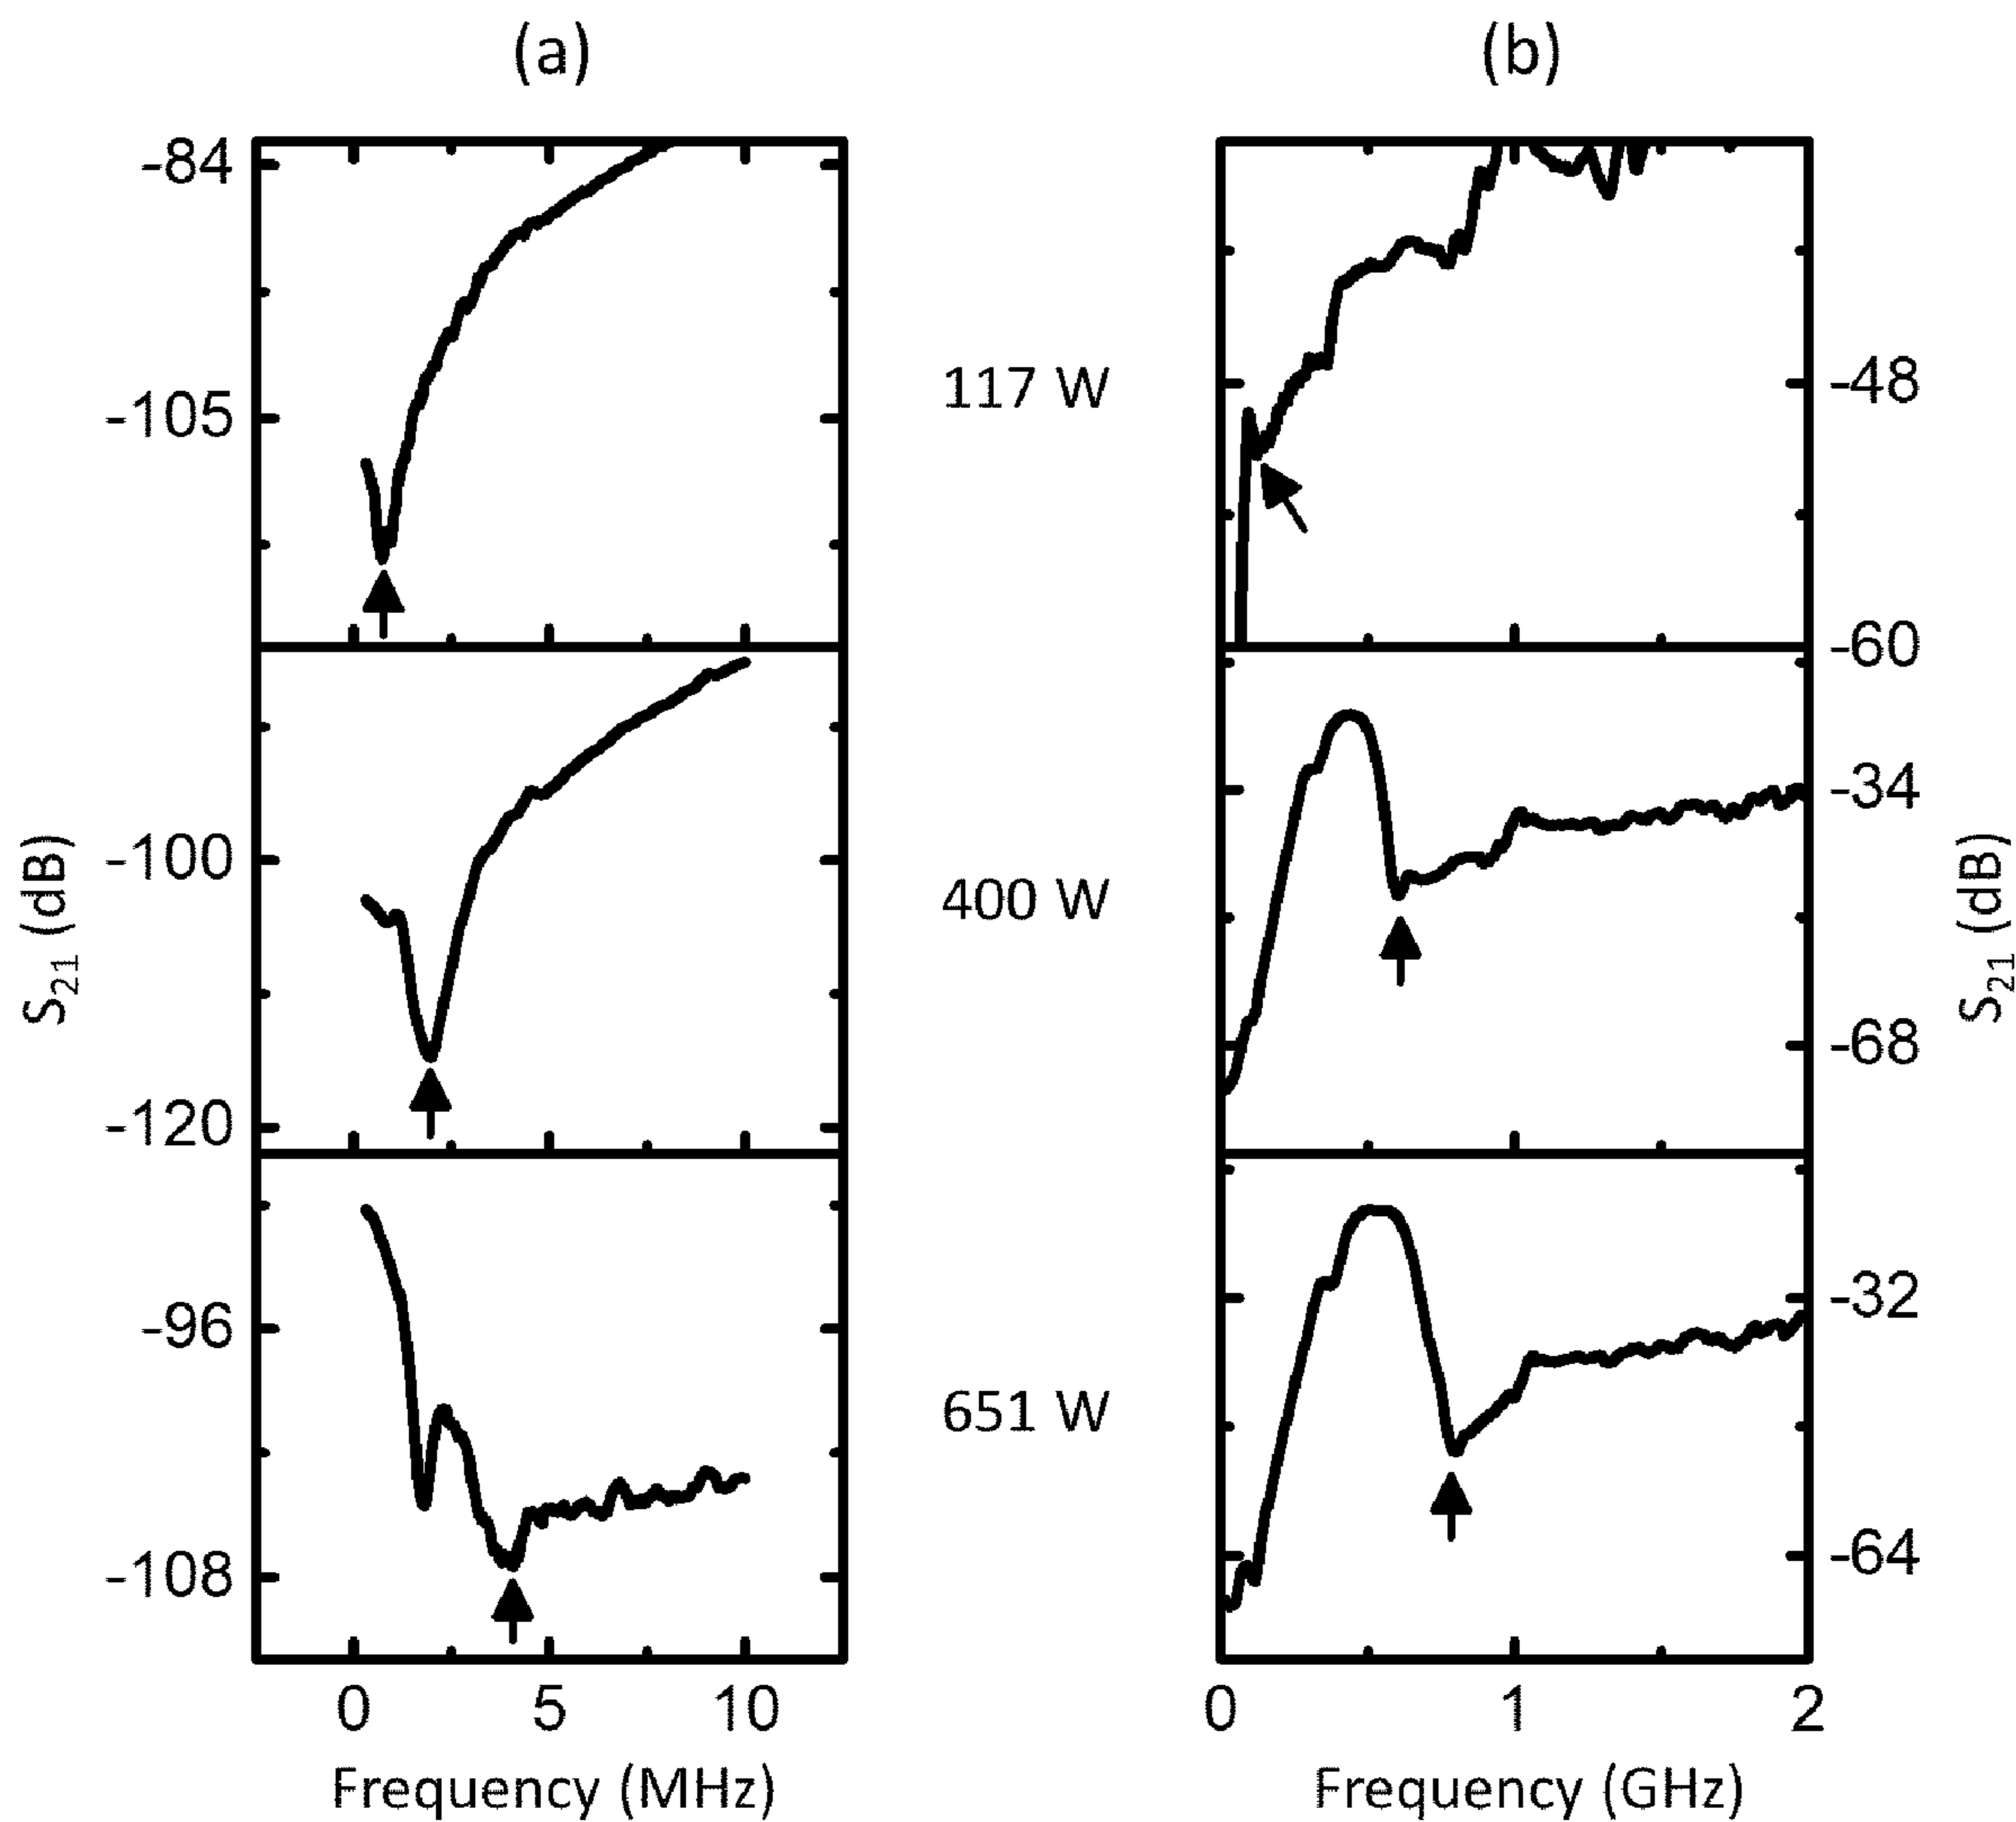 (a)
(b)
-84
-105
117 W
-48
-60
-100
-120
400 W
-34
-68
S21 (dB)
S21 (dB)
-96
-108
651 W
-32
-64
0 5 10
0 1 2
Frequency (MHz)
Frequency (GHz)